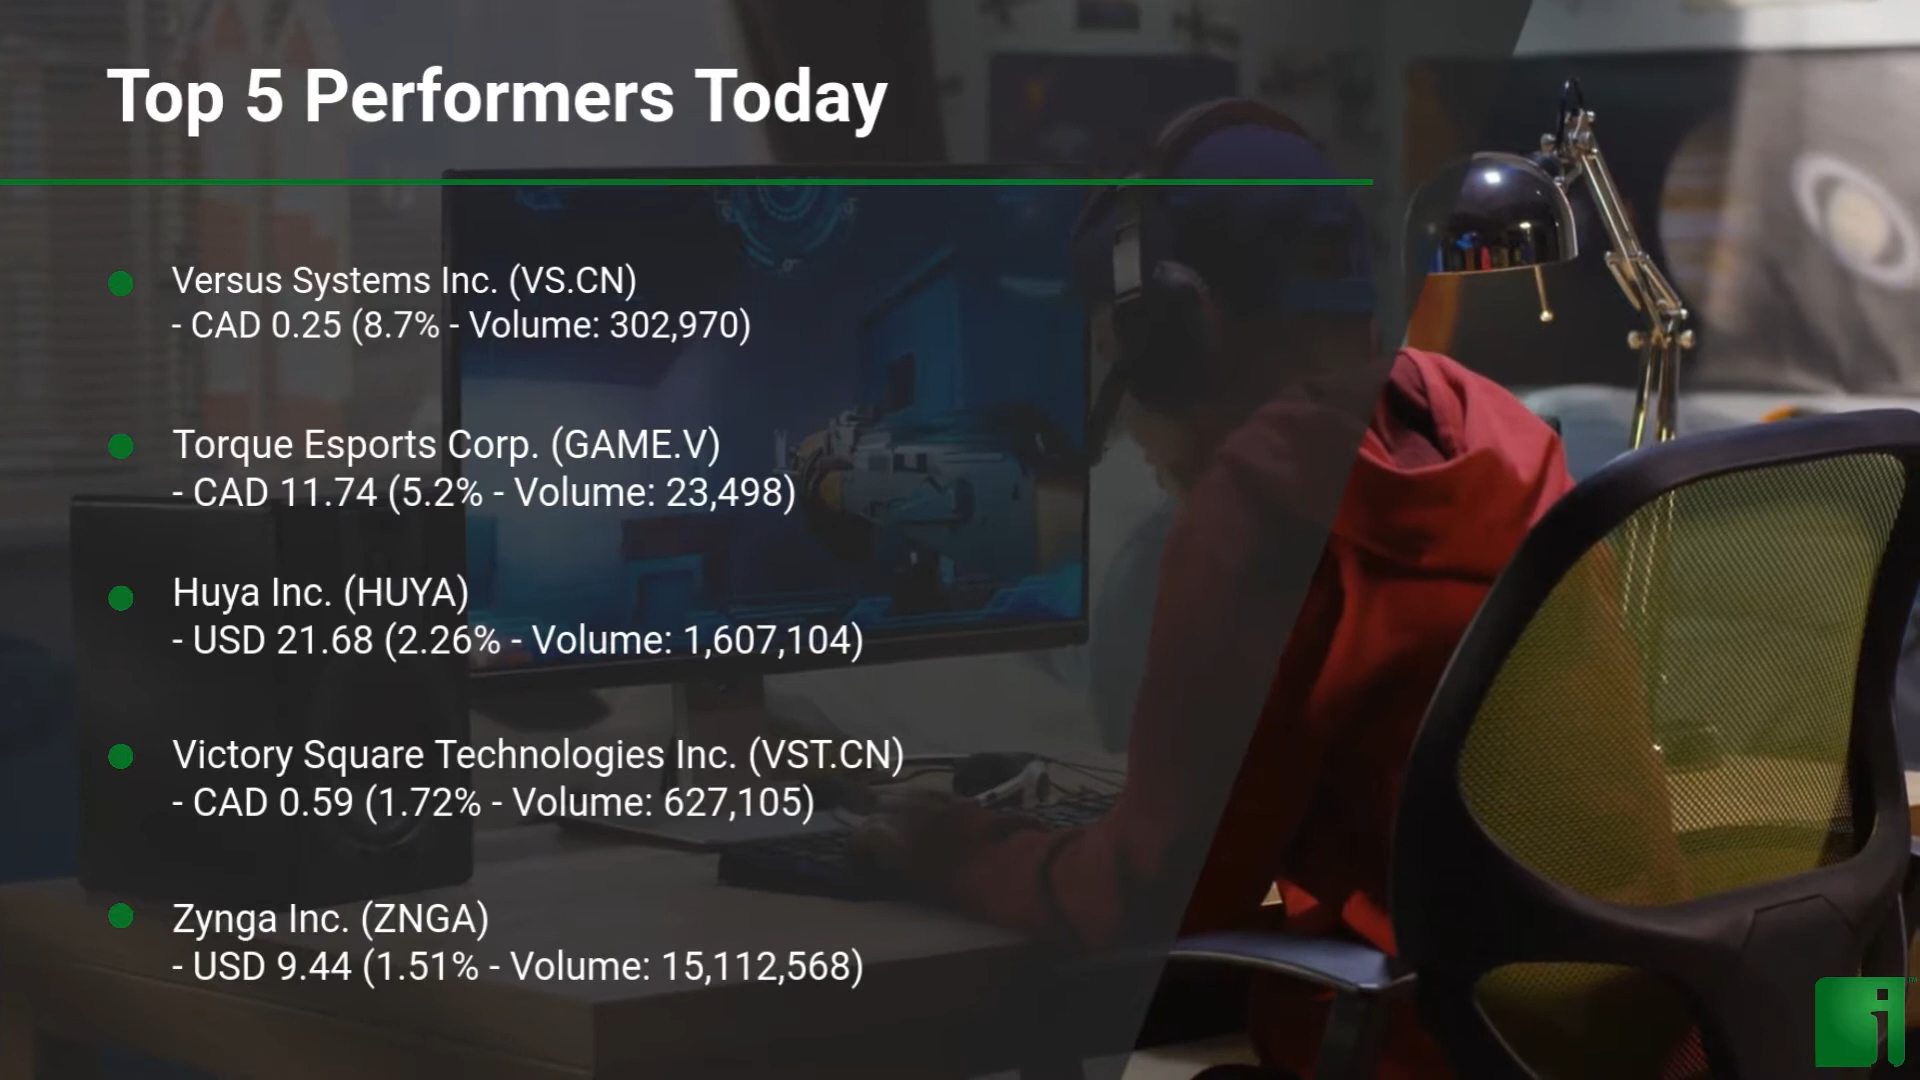 Top 5 Performers Today
Versus Systems Inc. (VS.CN)
- CAD 0.25 (8.7% - Volume: 302,970)
Torque Esports Corp. (GAME.V)
- CAD 11.74 (5.2% - Volume: 23,498)
Huya Inc. (HUYA)
- USD 21.68 (2.26% - Volume: 1,607,104)
Victory Square Technologies Inc. (VST.CN)
- CAD 0.59 (1.72% - Volume: 627,105)
Zynga Inc. (ZNGA)
- USD 9.44 (1.51% - Volume: 15,112,568)
i